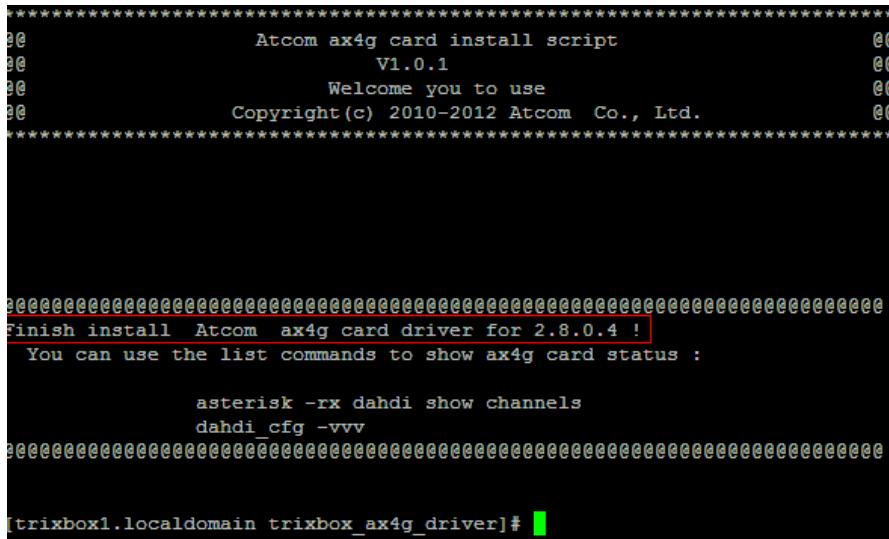 ***************************************************************************
@@ Atcom ax4g card install script @@
@@ V1.0.1 @@
@@ Welcome you to use @@
@@ Copyright(c) 2010-2012 Atcom Co., Ltd. @@
***************************************************************************
@@@@@@@@@@@@@@@@@@@@@@@@@@@@@@@@@@@@@@@@@@@@@@@@@@@@@@@@@@@@@@@@@@@@@@@@@@@
Finish install Atcom ax4g card driver for 2.8.0.4 !
You can use the list commands to show ax4g card status :
asterisk -rx dahdi show channels
dahdi_cfg -vvv
@@@@@@@@@@@@@@@@@@@@@@@@@@@@@@@@@@@@@@@@@@@@@@@@@@@@@@@@@@@@@@@@@@@@@@@@@@@
[trixbox1.localdomain trixbox_ax4g_driver]#